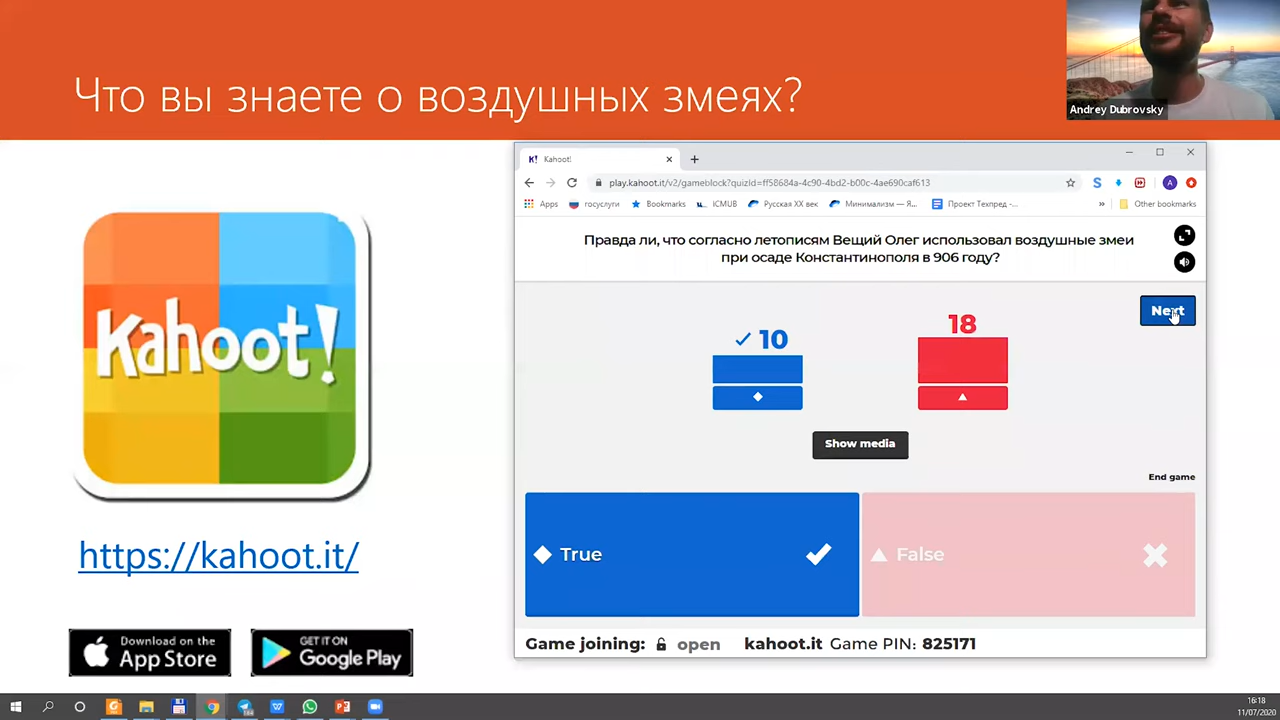 Что вы знаете о воздушных змеях?
Andrey Dubrovsky
K! Kahoot!
play.kahoot.it/v2/gameblock?quizId=ff58684a-4c90-4bd2-b00c-4ae690caf613
Apps госуслуги Bookmarks ICMUB Русская XX век Минимализм — Я... Проект Техпред -... » Other bookmarks
Правда ли, что согласно летописям Вещий Олег использовал воздушные змеи
при осаде Константинополя в 906 году?
Next
10
18
Show media
End game
True
False
Game joining: open kahoot.it Game PIN: 825171
Kahoot!
https://kahoot.it/
Download on the
App Store
GET IT ON
Google Play
16:18
11/07/2020